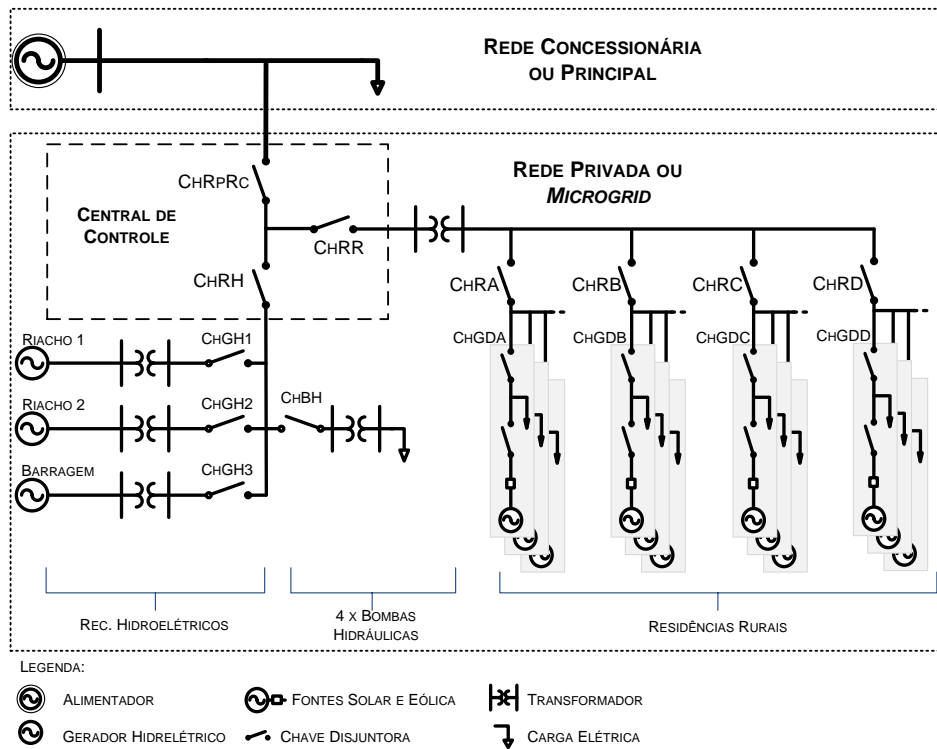 REDE CONCESSIONÁRIA
OU PRINCIPAL
REDE PRIVADA OU
MICROGRID
CHRPRC
CENTRAL DE
CONTROLE
CHRR
CHRH
CHRA
CHRB
CHRC
CHRD
CHGDA
CHGDB
CHGDC
CHGDD
RIACHO 1
CHGH1
RIACHO 2
CHGH2
CHBH
BARRAGEM
CHGH3
REC. HIDROELÉTRICOS
4 X BOMBAS
HIDRÁULICAS
RESIDÊNCIAS RURAIS
LEGENDA:
ALIMENTADOR
FONTES SOLAR E EÓLICA
TRANSFORMADOR
GERADOR HIDRELÉTRICO
CHAVE DISJUNTORA
CARGA ELÉTRICA